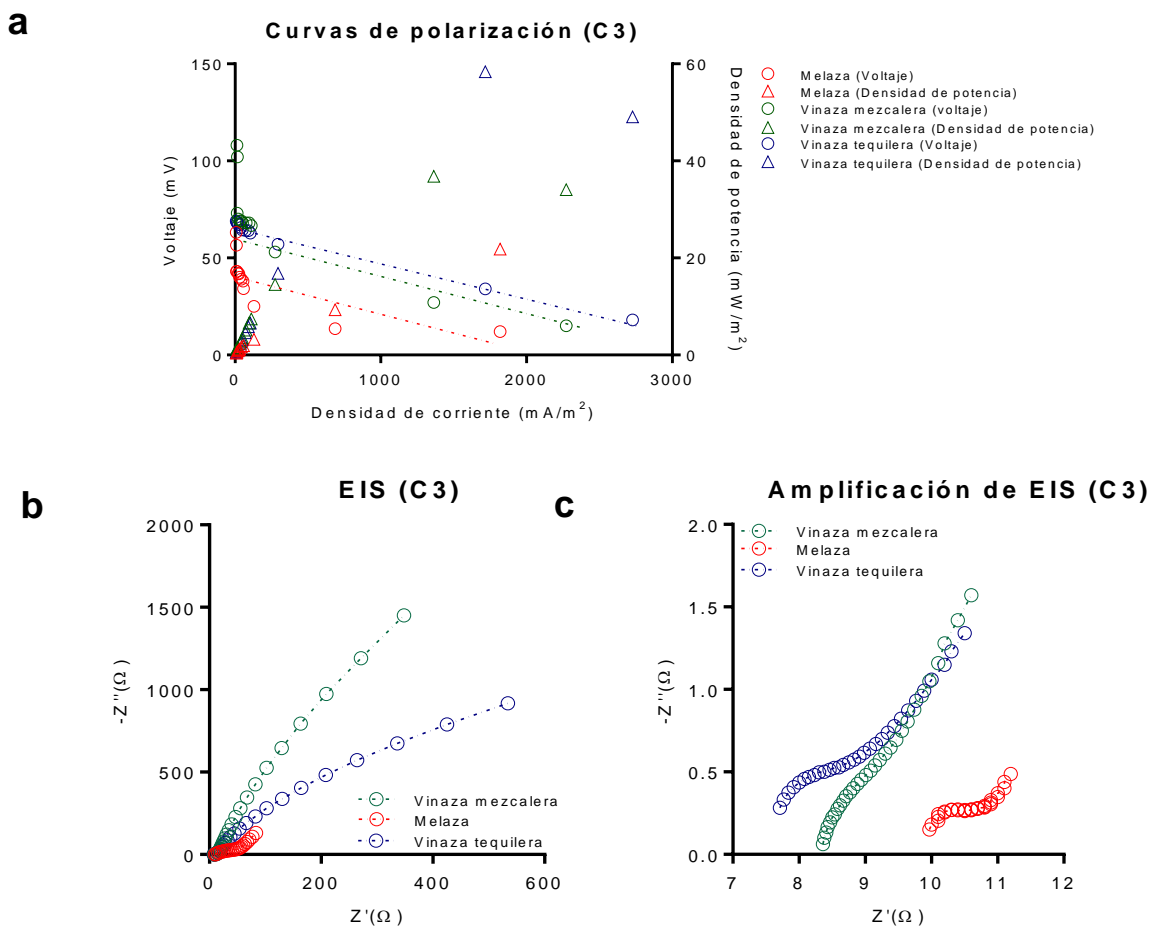 a
Curvas de polarización (C3)
150
100
50
0
Voltaje (mV)
60
40
20
0
Densidad de potencia (mW/m²)
0 1000 2000 3000
Densidad de corriente (mA/m²)
Melaza (Voltaje)
Melaza (Densidad de potencia)
Vinaza mezcalera (voltaje)
Vinaza mezcalera (Densidad de potencia)
Vinaza tequilera (Voltaje)
Vinaza tequilera (Densidad de potencia)
b
EIS (C3)
2000
1500
1000
500
0
-Z''(Ω)
0 200 400 600
Z'(Ω)
Vinaza mezcalera
Melaza
Vinaza tequilera
c
Amplificación de EIS (C3)
2.0
1.5
1.0
0.5
0.0
-Z''(Ω)
7 8 9 10 11 12
Z'(Ω)
Vinaza mezcalera
Melaza
Vinaza tequilera